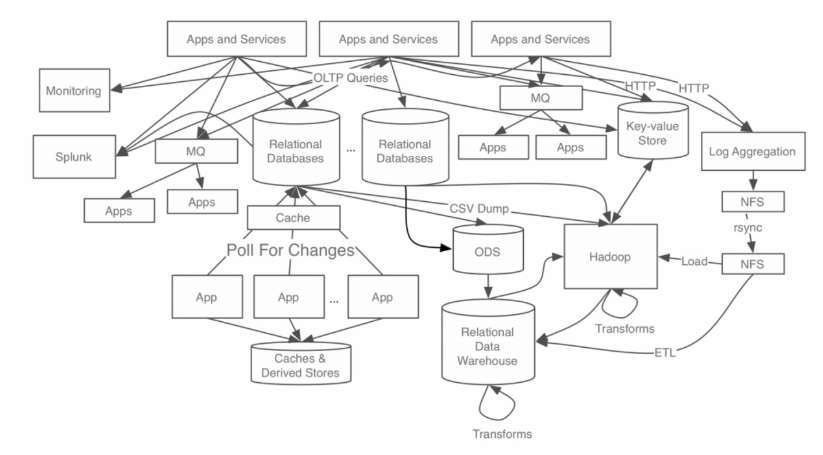 Apps and Services
Apps and Services
Apps and Services
OLTP Queries
HTTP
HTTP
Monitoring
MQ
Splunk
MQ
Relational
Databases
...
Relational
Databases
Apps
Apps
Key-value
Store
Log Aggregation
Apps
Apps
Cache
CSV Dump
NFS
rsync
Poll For Changes
ODS
Hadoop
Load
NFS
App
App
...
App
Transforms
Relational
Data
Warehouse
ETL
Caches &
Derived Stores
Transforms